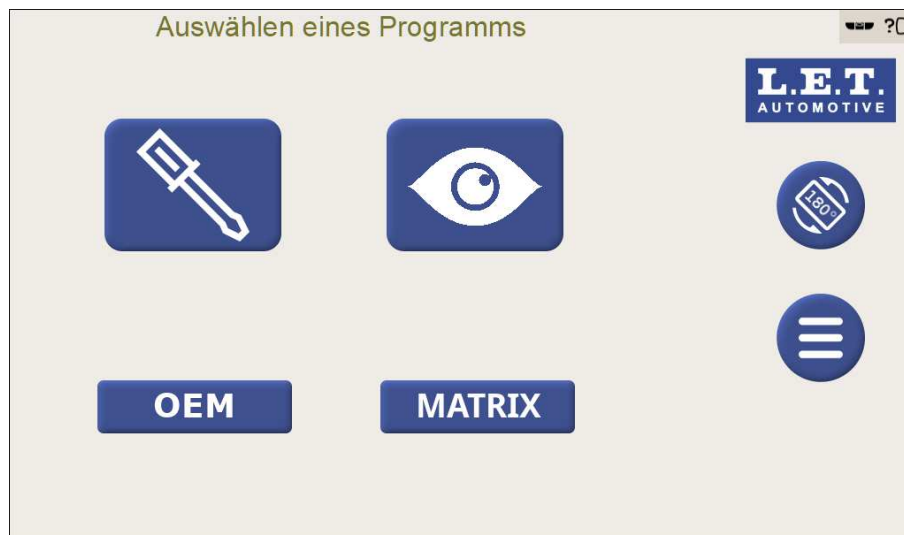 Auswählen eines Programms
?
L.E.T.
AUTOMOTIVE
180°
OEM
MATRIX